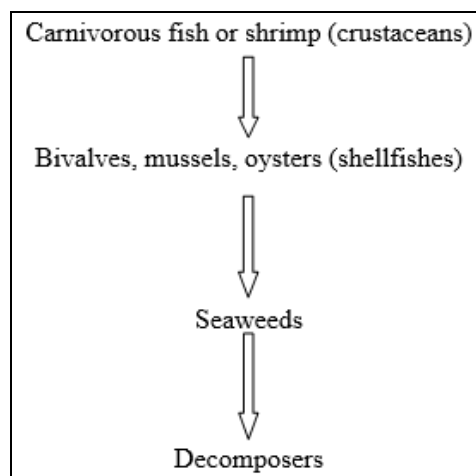 Carnivorous fish or shrimp (crustaceans)
Bivalves, mussels, oysters (shellfishes)
Seaweeds
Decomposers